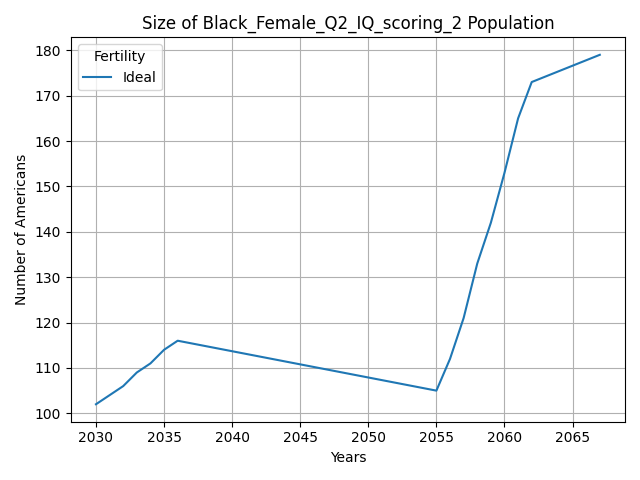 Size of Black_Female_Q2_IQ_scoring_2 Population
Fertility
Ideal
Number of Americans
180
170
160
150
140
130
120
110
100
2030 2035 2040 2045 2050 2055 2060 2065
Years